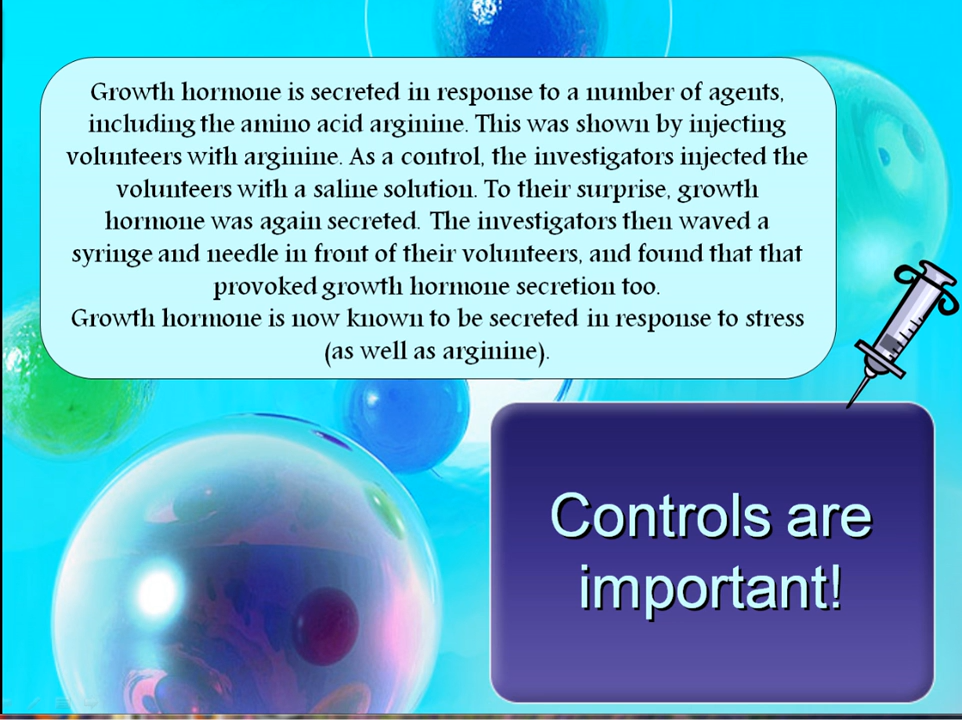 Growth hormone is secreted in response to a number of agents,
including the amino acid arginine. This was shown by injecting
volunteers with arginine. As a control, the investigators injected the
volunteers with a saline solution. To their surprise, growth
hormone was again secreted. The investigators then waved a
syringe and needle in front of their volunteers, and found that that
provoked growth hormone secretion too.
Growth hormone is now known to be secreted in response to stress
(as well as arginine).
Controls are
important!